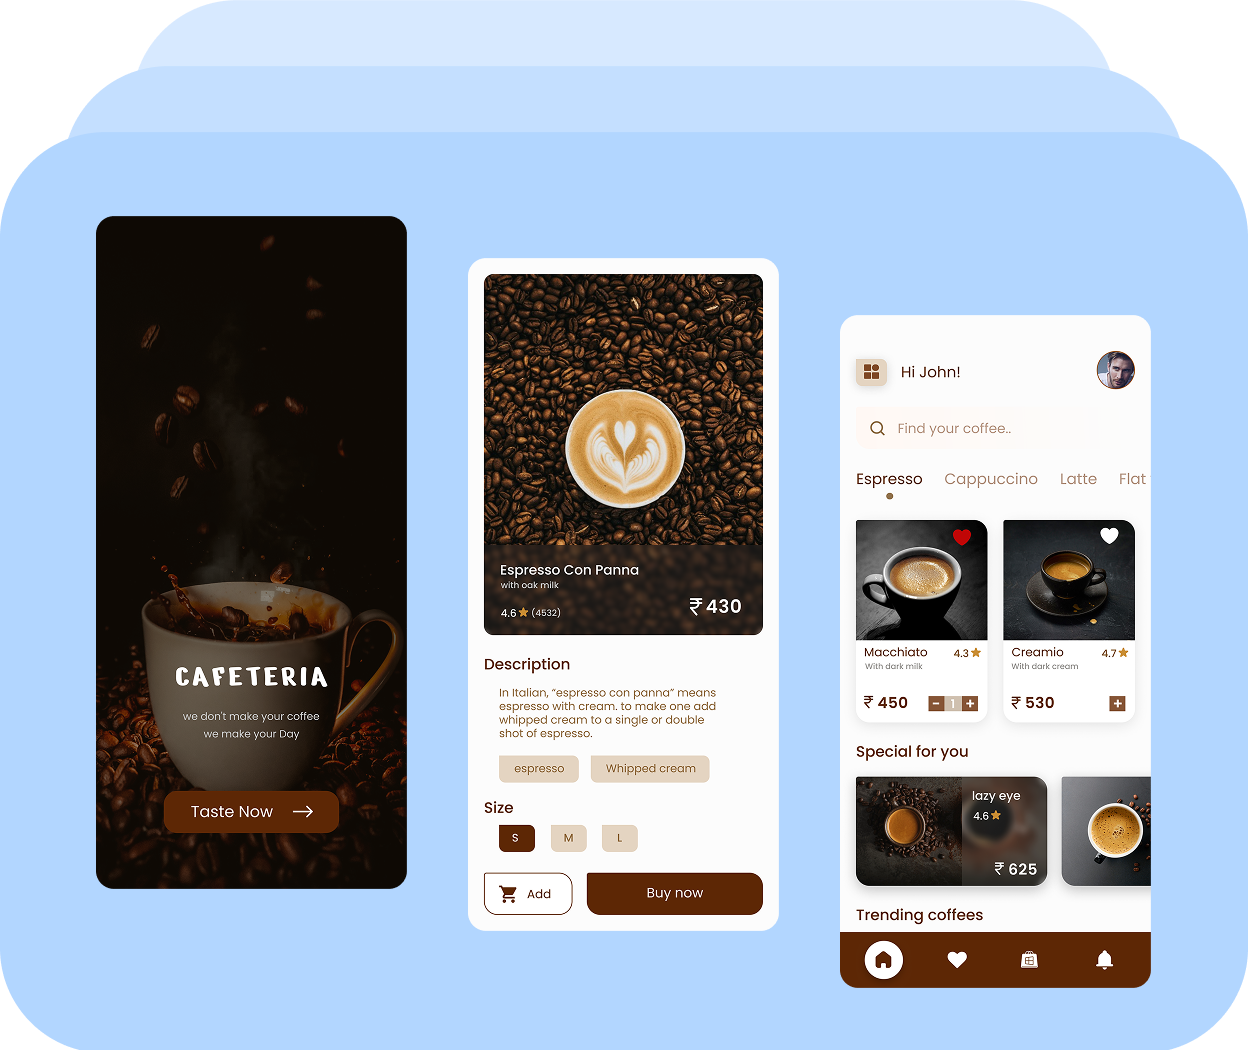 CAFETERIA
we don't make your coffee
we make your Day
Taste Now
Espresso Con Panna
with oak milk
4.6 (4532)
₹ 430
Description
In Italian, “espresso con panna” means
espresso with cream. to make one add
whipped cream to a single or double
shot of espresso.
espresso Whipped cream
Size
S M L
Add Buy now
Hi John!
Find your coffee..
Espresso Cappuccino Latte Flat
Macchiato 4.3
With dark milk
₹ 450 - 1 +
Creamio 4.7
With dark cream
₹ 530 +
Special for you
lazy eye
4.6
₹ 625
Trending coffees